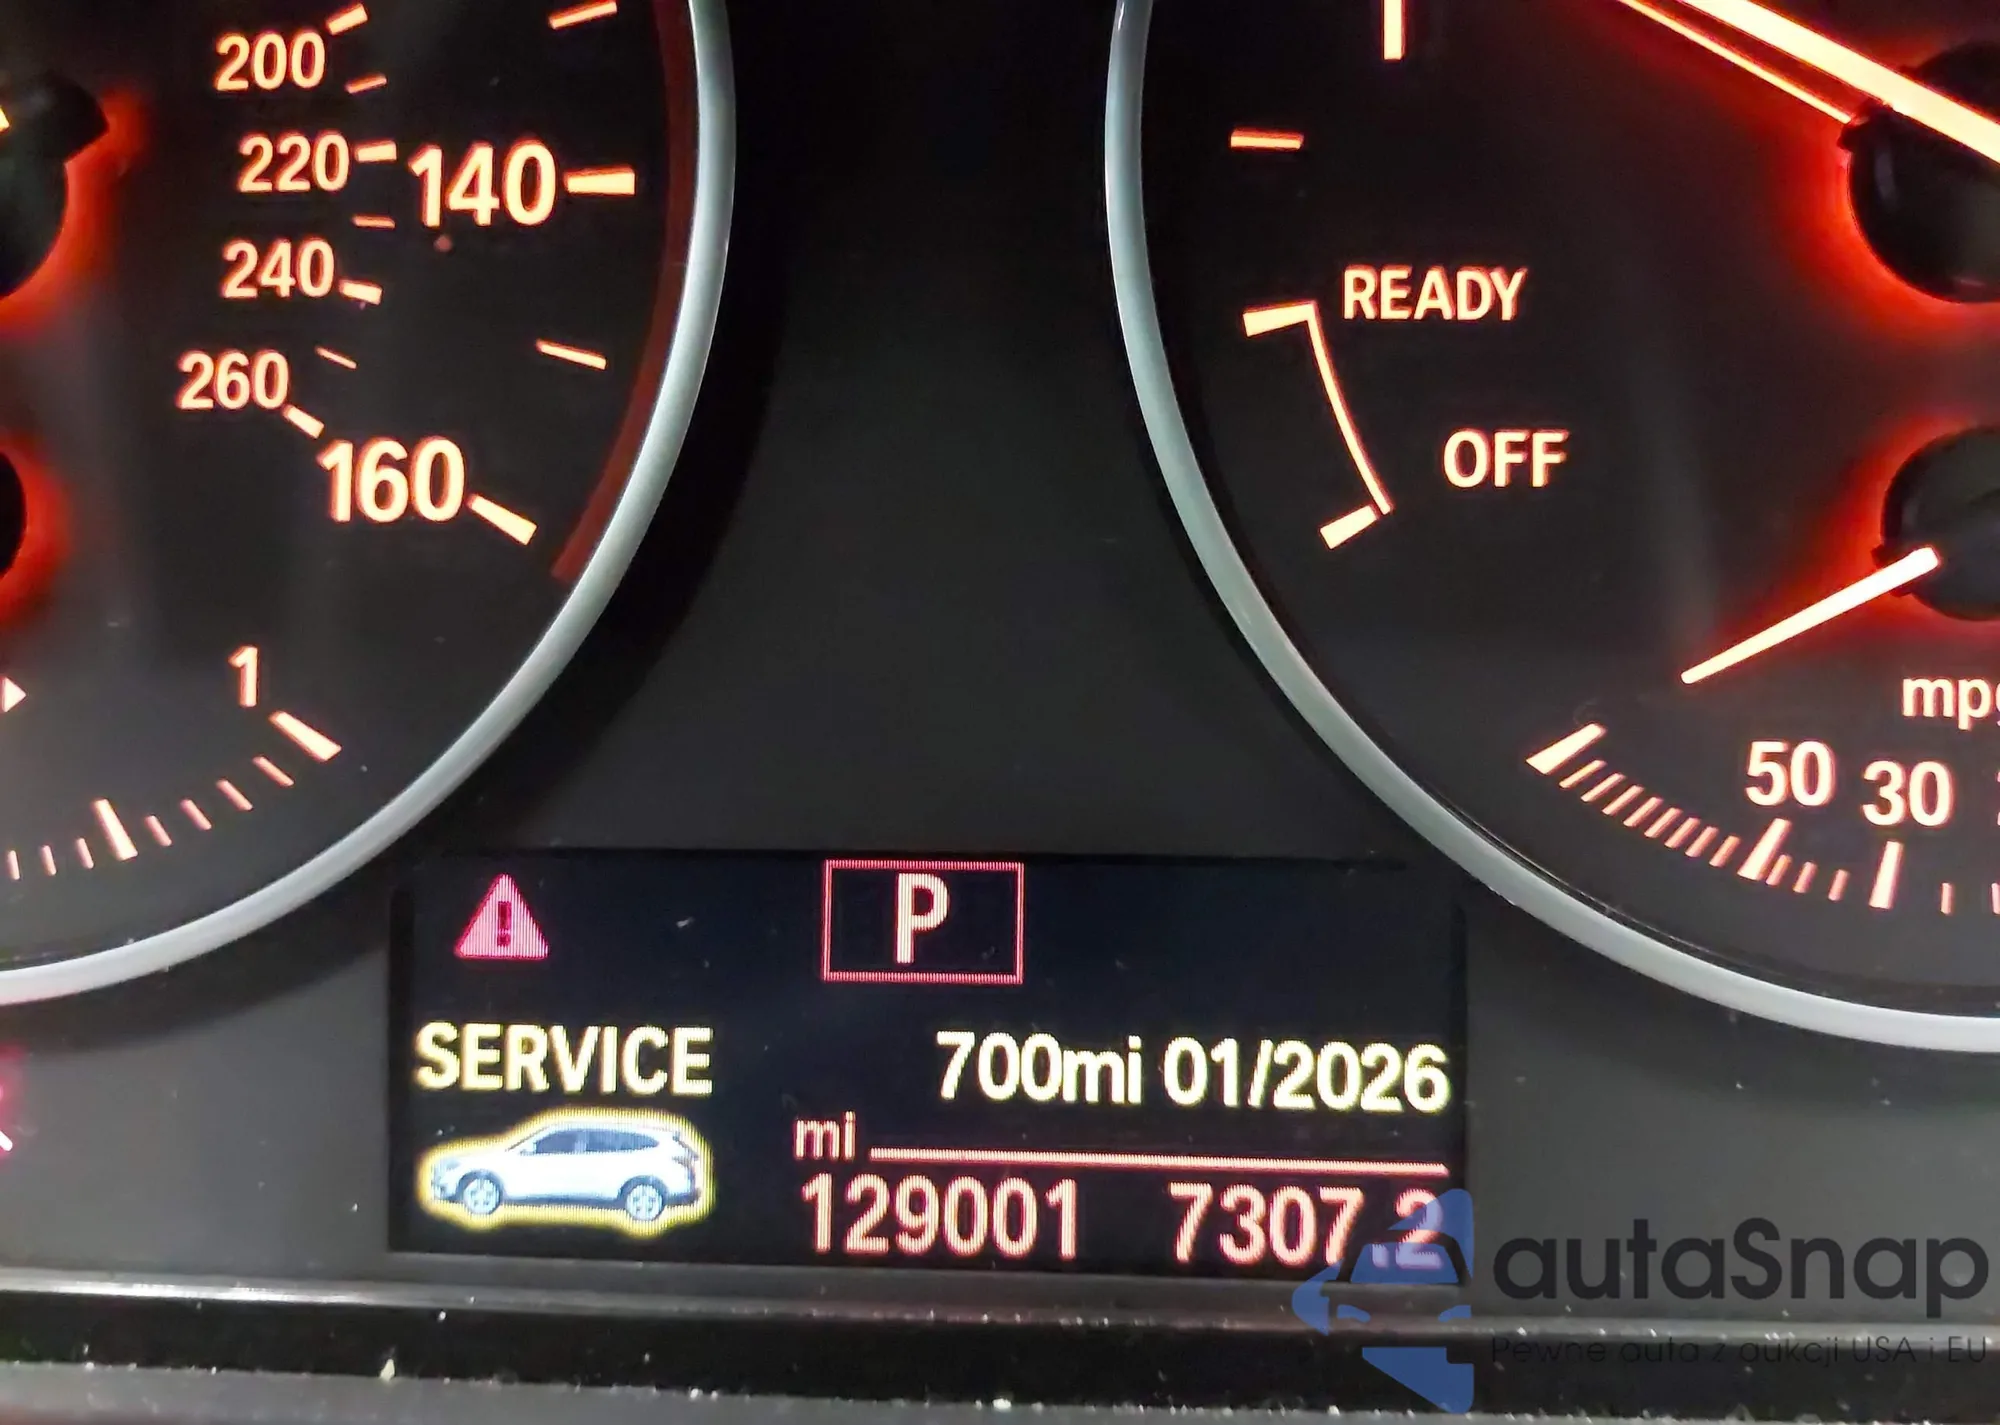 200
220
140
240
260
160
1
READY
OFF
mpg
50 30
P
SERVICE
700mi 01/2026
mi
129001 7307.2
autaSnap
Pewne auta z aukcji USA i EU